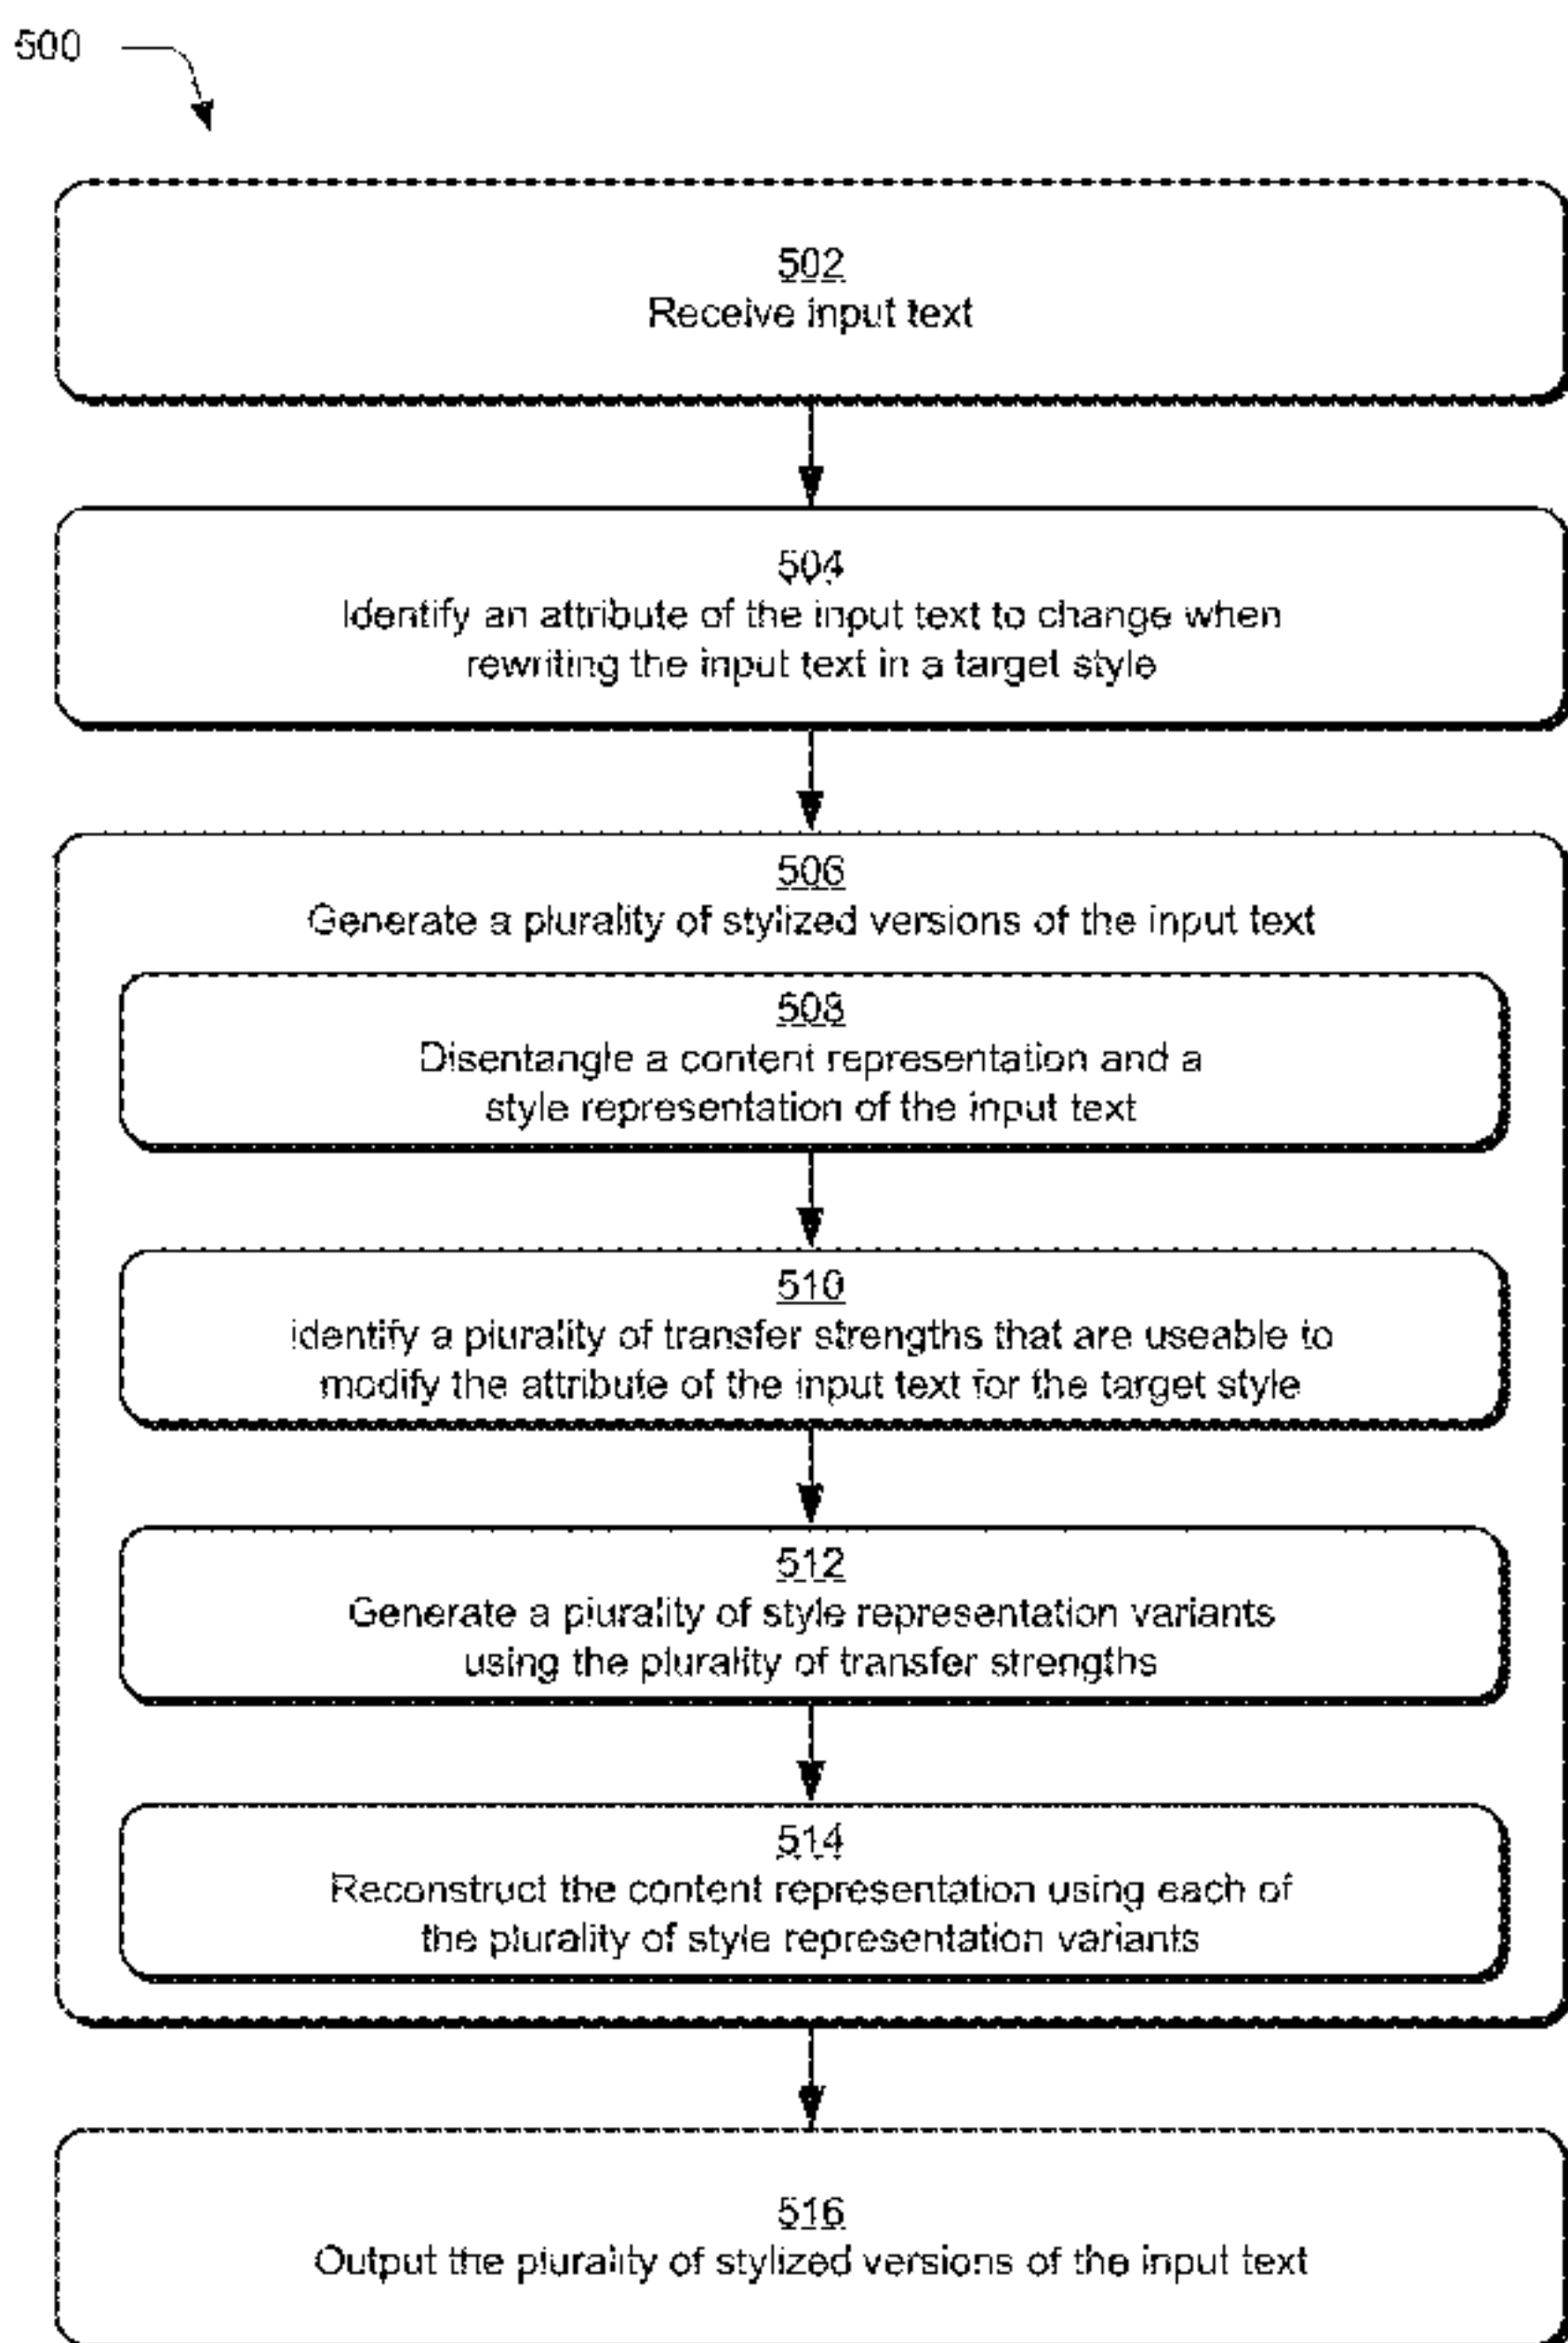 500
502
Receive input text
504
Identify an attribute of the input text to change when
rewriting the input text in a target style
506
Generate a plurality of stylized versions of the input text
508
Disentangle a content representation and a
style representation of the input text
510
Identify a plurality of transfer strengths that are useable to
modify the attribute of the input text for the target style
512
Generate a plurality of style representation variants
using the plurality of transfer strengths
514
Reconstruct the content representation using each of
the plurality of style representation variants
516
Output the plurality of stylized versions of the input text